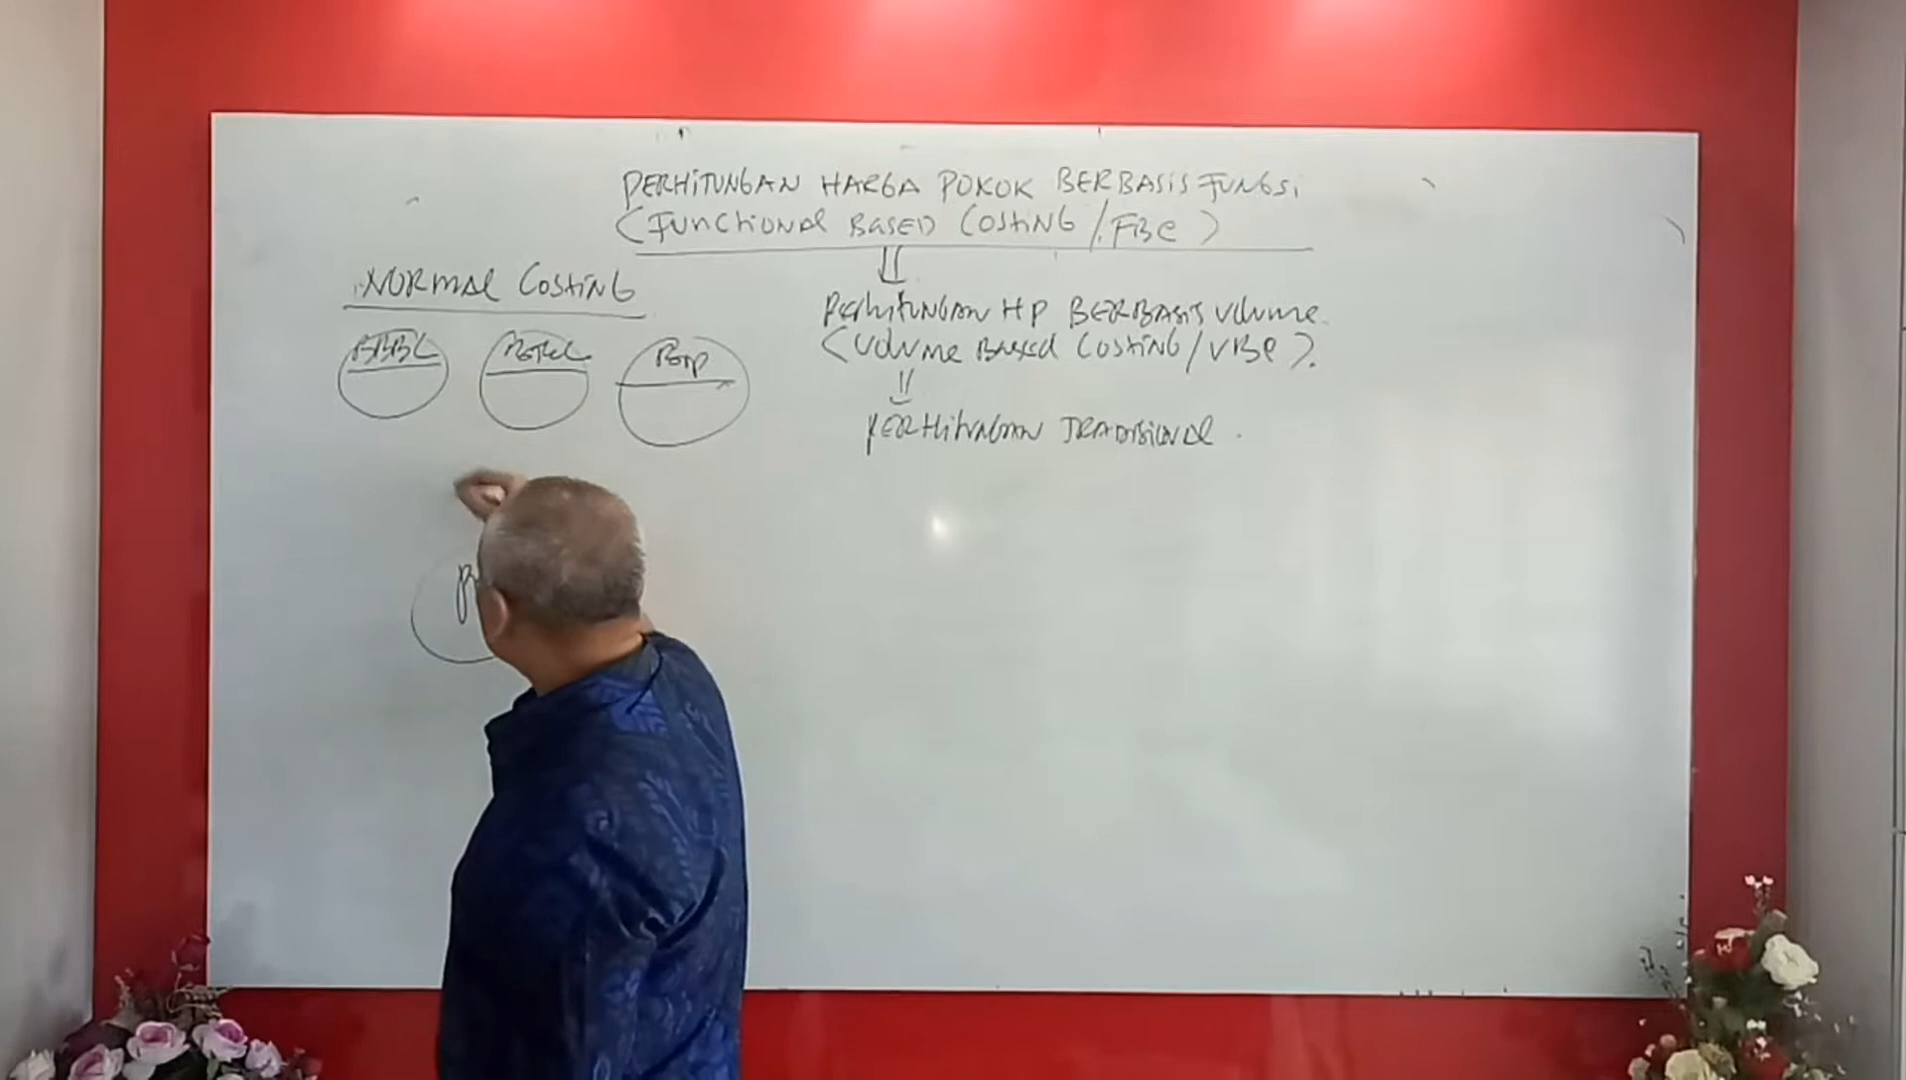 PERHITUNGAN HARGA POKOK BERBASIS FUNGSI
(FUNCTIONAL BASED COSTING / FBC)
NORMAL COSTING
PERHITUNGAN HP BERBASIS VOLUME
(VOLUME BASED COSTING / VBC).
PERHITUNGAN TRADISIONAL.
BBBL
BOP